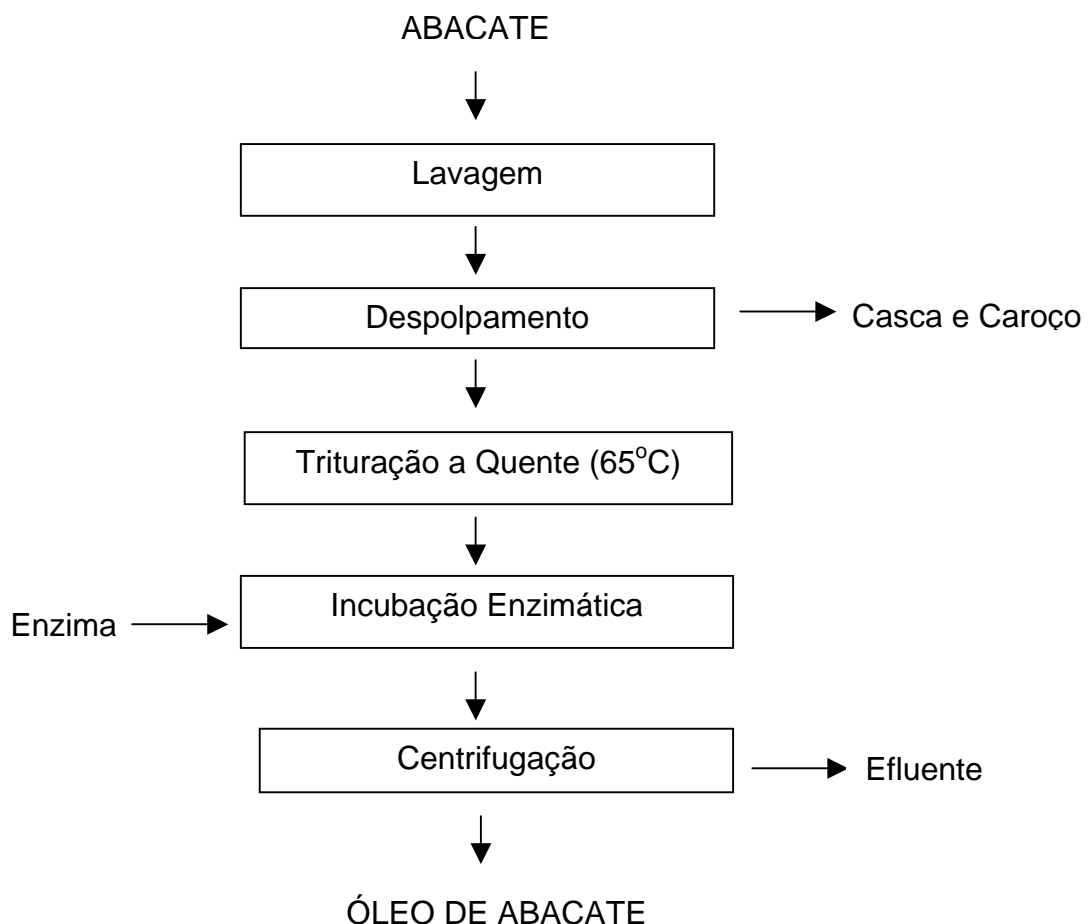 ABACATE
Lavagem
Despolpamento
Casca e Caroço
Trituração a Quente (65°C)
Incubação Enzimática
Enzima
Centrifugação
Efluente
ÓLEO DE ABACATE